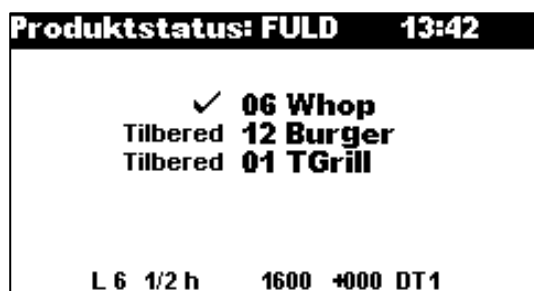 Produktstatus: FULD 13:42
✓ 06 Whop
Tilbered 12 Burger
Tilbered 01 TGrill
L 6 1/2 h 1600 +000 DT1